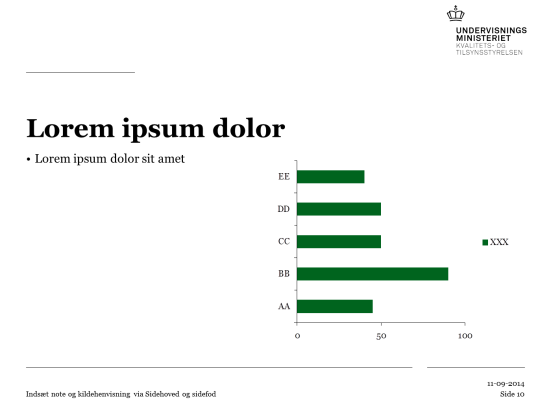 UNDERVISNINGS
MINISTERIET
KVALITETS- OG
TILSYNSSTYRELSEN
Lorem ipsum dolor
• Lorem ipsum dolor sit amet
EE
DD
CC
BB
AA
XXX
0 50 100
11-09-2014
Indsæt note og kildehenvisning via Sidehoved og sidefod
Side 10